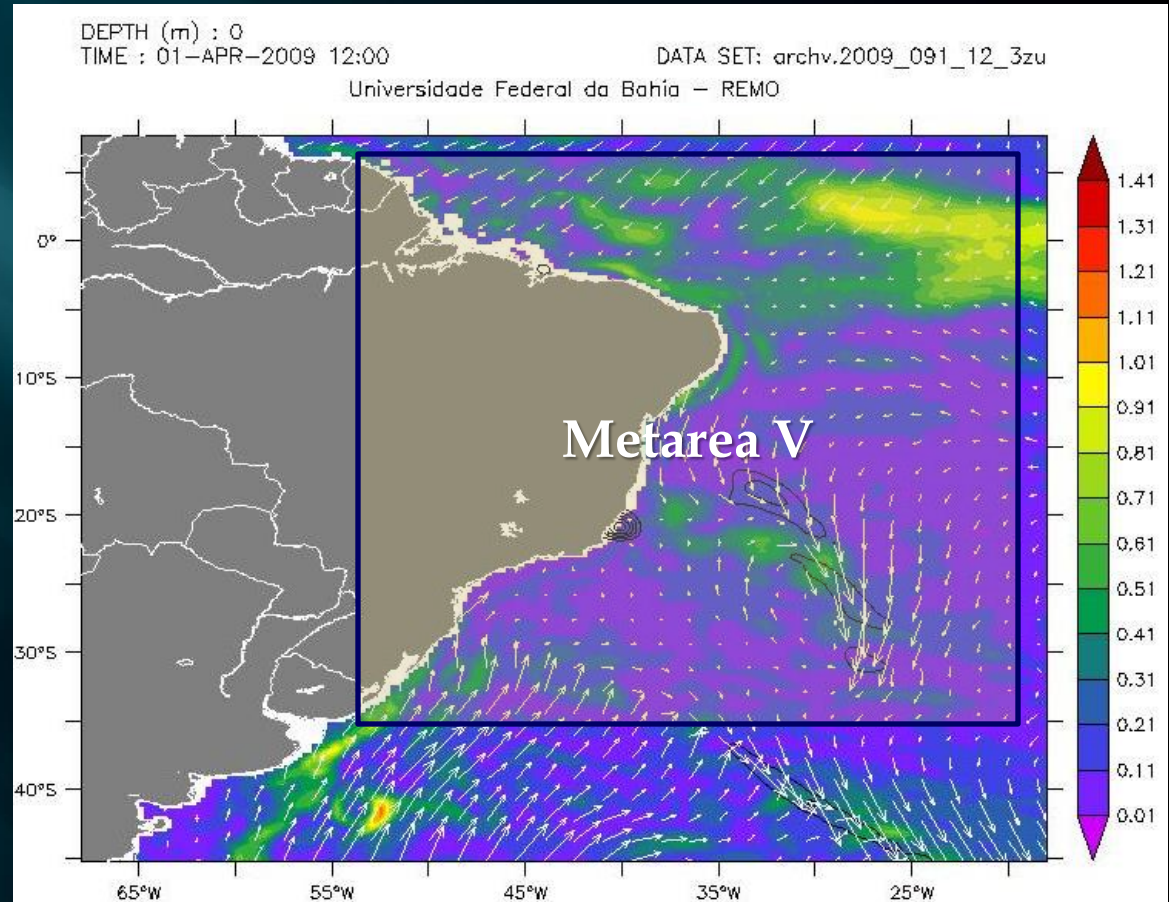 DEPTH (m) : 0
TIME : 01-APR-2009 12:00
DATA SET: archv.2009_091_12_3zu
Universidade Federal da Bahia - REMO
0°
10°S
20°S
30°S
40°S
65°W
55°W
45°W
35°W
25°W
Metarea V
1.41
1.31
1.21
1.11
1.01
0.91
0.81
0.71
0.61
0.51
0.41
0.31
0.21
0.11
0.01